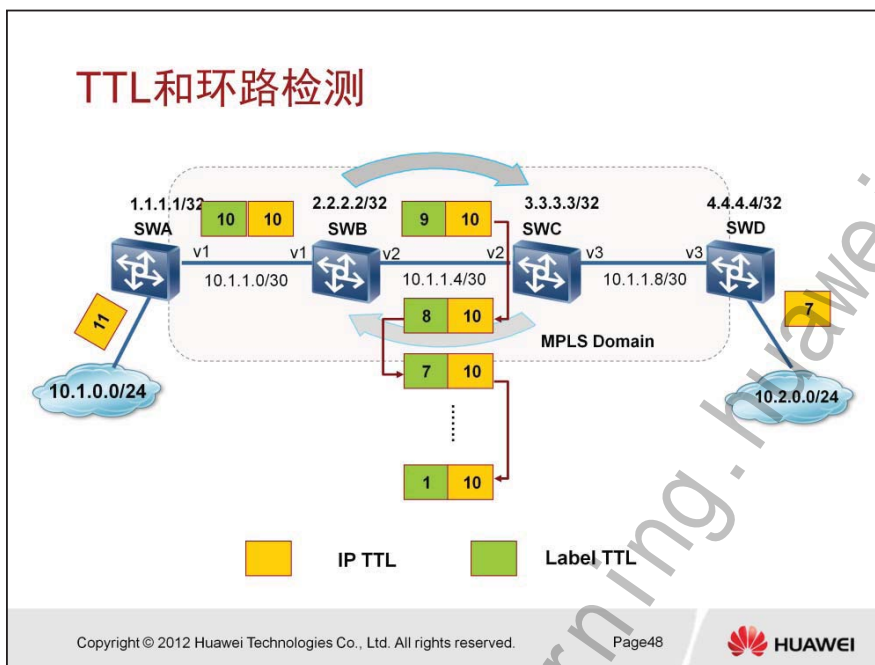 TTL和环路检测
1.1.1.1/32
10 10
2.2.2.2/32
9 10
3.3.3.3/32
4.4.4.4/32
SWA
SWB
SWC
SWD
v1
v1
v2
v2
v3
v3
10.1.1.0/30
10.1.1.4/30
10.1.1.8/30
11
8 10
7
MPLS Domain
7 10
10.1.0.0/24
10.2.0.0/24
1 10
IP TTL
Label TTL
Copyright © 2012 Huawei Technologies Co., Ltd. All rights reserved.
Page48
HUAWEI
rning.huawei.